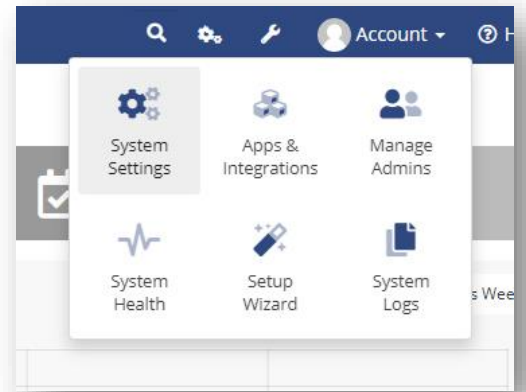 Account
H
System
Settings
Apps &
Integrations
Manage
Admins
System
Health
Setup
Wizard
System
Logs
s Wee